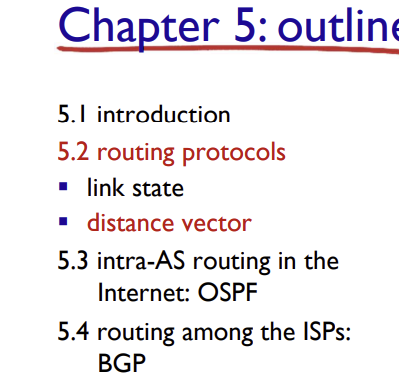 Chapter 5: outline
5.1 introduction
5.2 routing protocols
▪ link state
▪ distance vector
5.3 intra-AS routing in the
Internet: OSPF
5.4 routing among the ISPs:
BGP